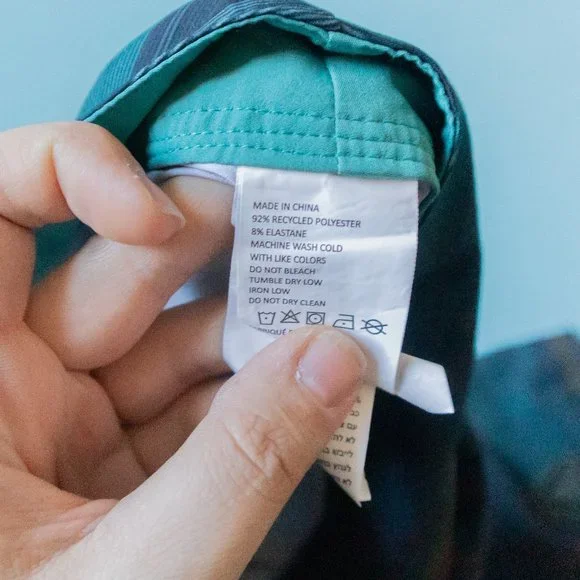 MADE IN CHINA
92% RECYCLED POLYESTER
8% ELASTANE
MACHINE WASH COLD
WITH LIKE COLORS
DO NOT BLEACH
TUMBLE DRY LOW
IRON LOW
DO NOT DRY CLEAN